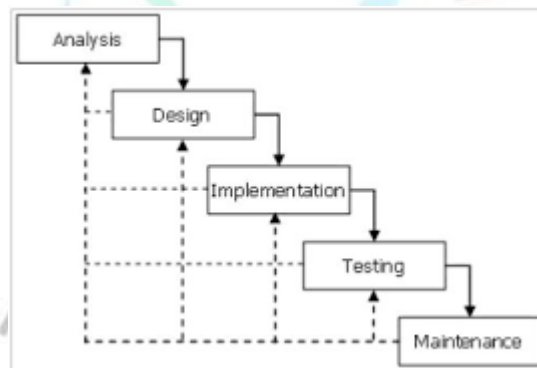 Analysis
Design
Implementation
Testing
Maintenance